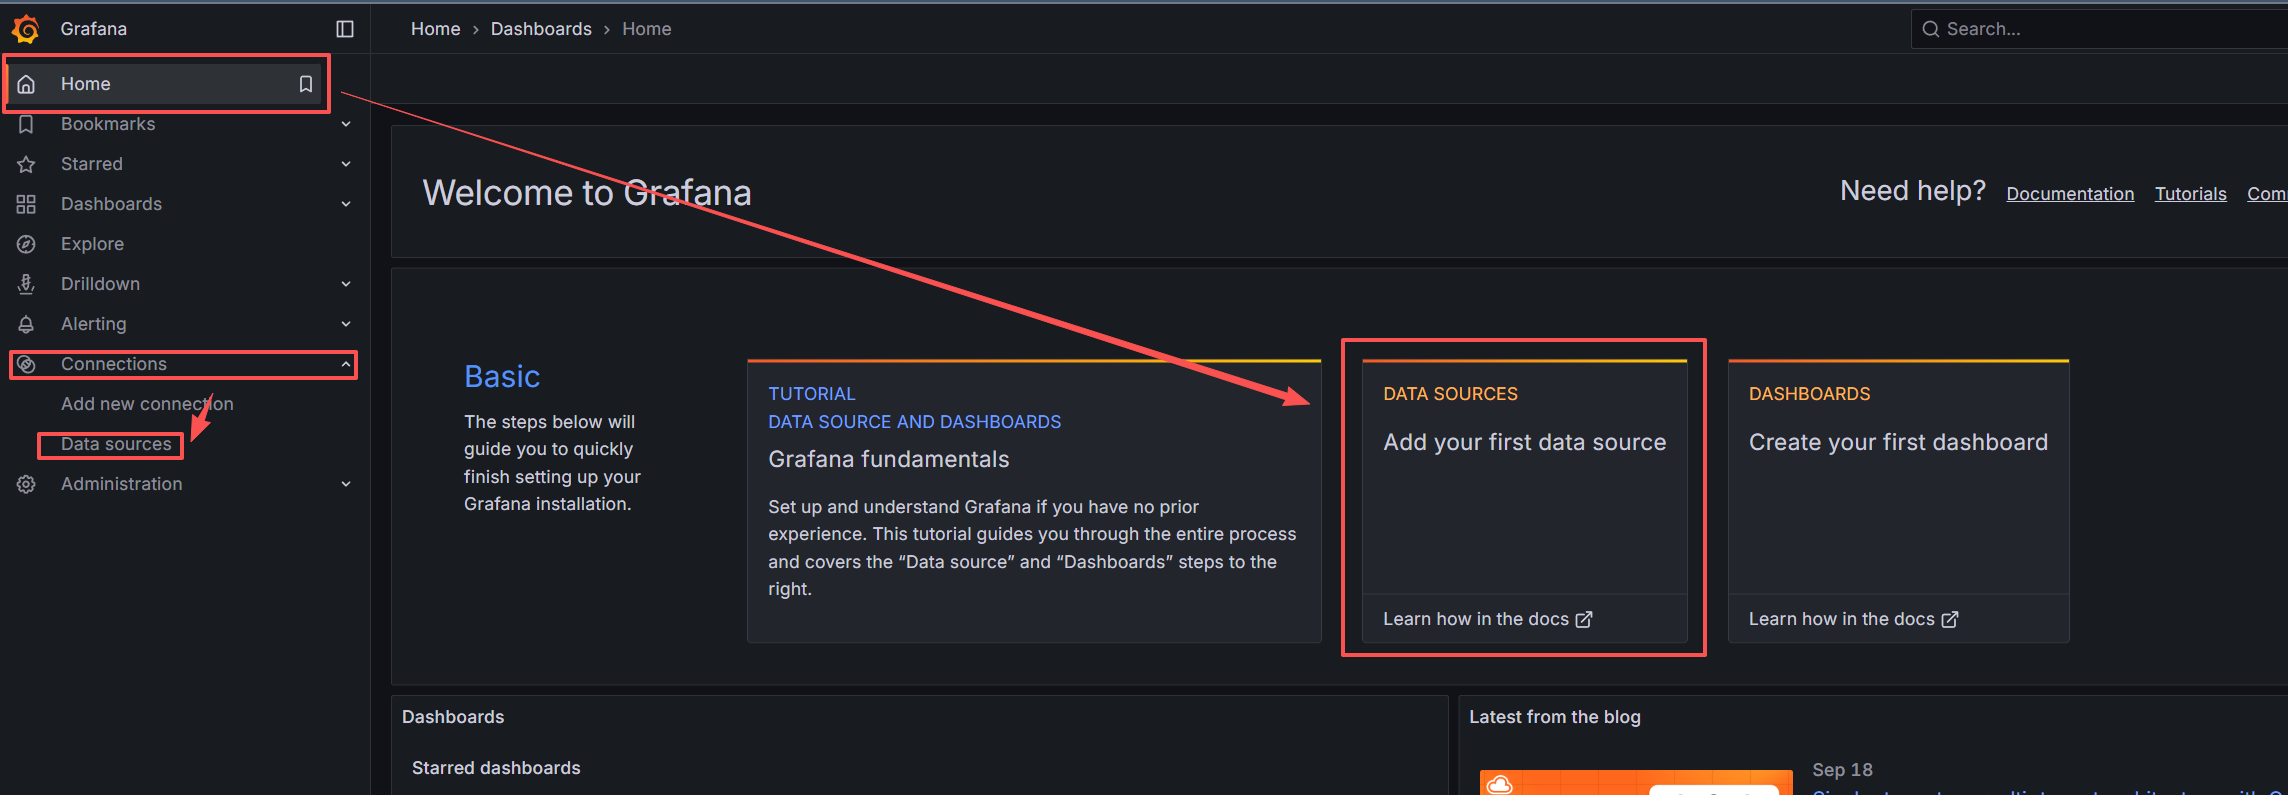 Grafana
Home
Bookmarks
Starred
Dashboards
Explore
Drilldown
Alerting
Connections
Add new connection
Data sources
Administration
Home › Dashboards › Home
Search...
Welcome to Grafana
Need help? Documentation Tutorials
Basic
The steps below will
guide you to quickly
finish setting up your
Grafana installation.
TUTORIAL
DATA SOURCE AND DASHBOARDS
Grafana fundamentals
Set up and understand Grafana if you have no prior
experience. This tutorial guides you through the entire process
and covers the “Data source” and “Dashboards” steps to the
right.
DATA SOURCES
Add your first data source
Learn how in the docs
DASHBOARDS
Create your first dashboard
Learn how in the docs
Dashboards
Starred dashboards
Latest from the blog
Sep 18